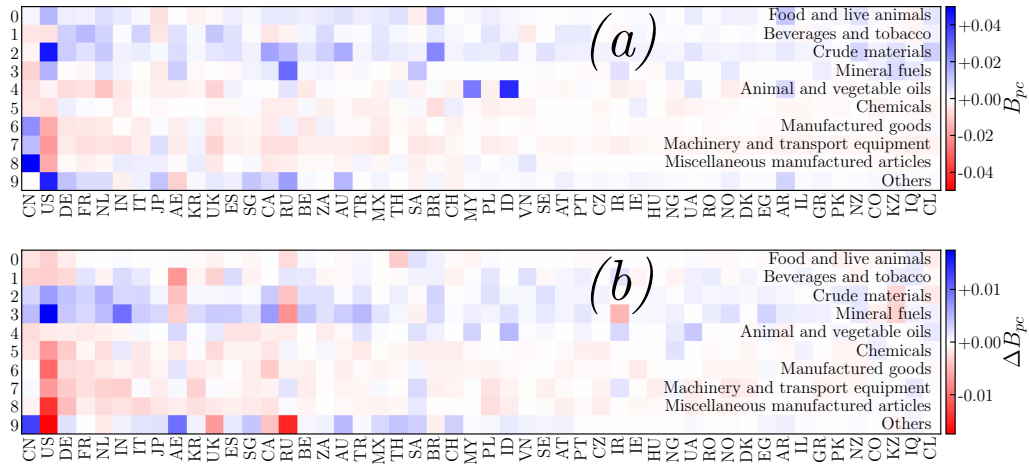 0 Food and live animals
1 Beverages and tobacco
2 Crude materials
3 Mineral fuels
4 Animal and vegetable oils
5 Chemicals
6 Manufactured goods
7 Machinery and transport equipment
8 Miscellaneous manufactured articles
9 Others
(a)
CN US DE FR NL IN IT JP AE KR UK ES SG CA RU BE ZA AU TR MX TH SA BR CH MY PL ID VN SE AT PT CZ IR IE HU NG UA RO NO DK EG AR IL GR PK NZ CO KZ IQ CL
+0.04
+0.02
+0.00
-0.02
-0.04
B_pc
0 Food and live animals
1 Beverages and tobacco
2 Crude materials
3 Mineral fuels
4 Animal and vegetable oils
5 Chemicals
6 Manufactured goods
7 Machinery and transport equipment
8 Miscellaneous manufactured articles
9 Others
(b)
CN US DE FR NL IN IT JP AE KR UK ES SG CA RU BE ZA AU TR MX TH SA BR CH MY PL ID VN SE AT PT CZ IR IE HU NG UA RO NO DK EG AR IL GR PK NZ CO KZ IQ CL
+0.01
+0.00
-0.01
ΔB_pc